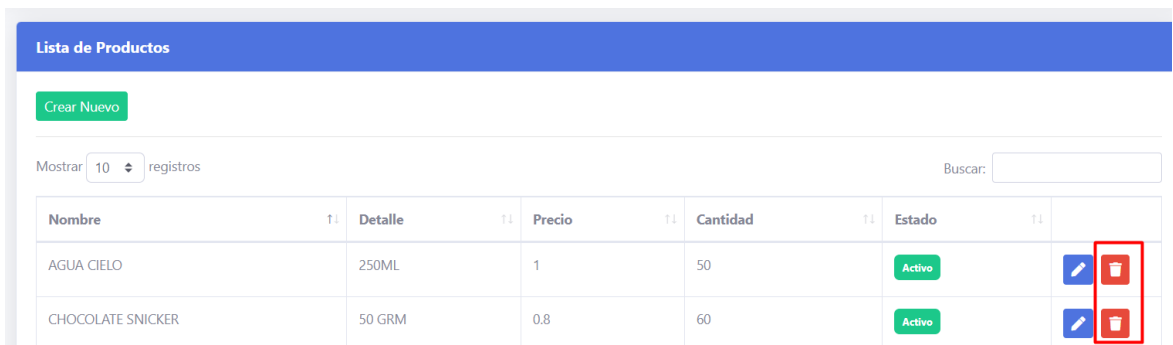 Lista de Productos
Crear Nuevo
Mostrar 10 registros Buscar:
Nombre Detalle Precio Cantidad Estado
AGUA CIELO 250ML 1 50 Activo
CHOCOLATE SNICKER 50 GRM 0.8 60 Activo